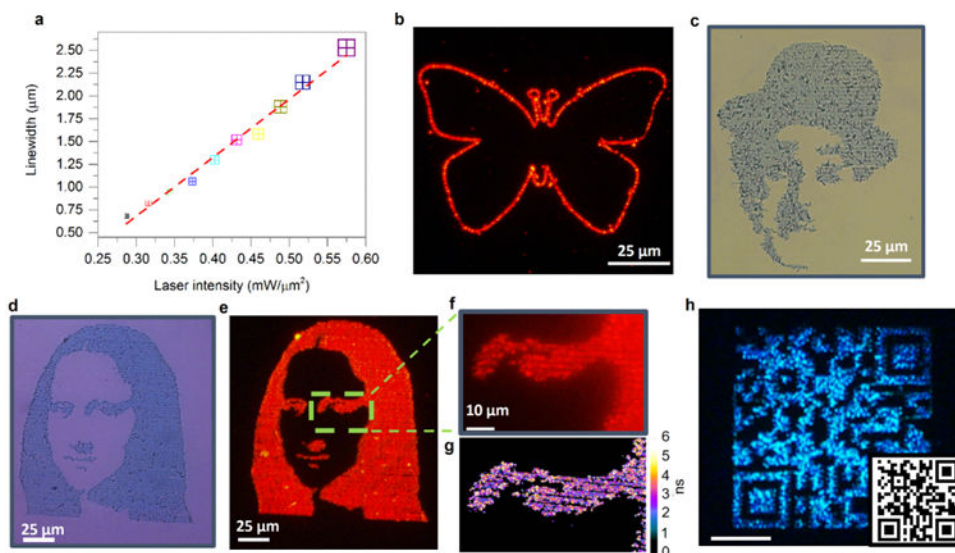 a
2.50
2.25
2.00
1.75
1.50
1.25
1.00
0.75
0.50
Linewidth (μm)
0.25 0.30 0.35 0.40 0.45 0.50 0.55 0.60
Laser intensity (mW/μm²)
b
25 μm
c
25 μm
d
25 μm
e
25 μm
f
10 μm
g
6
5
4
3
2
1
0
ns
h